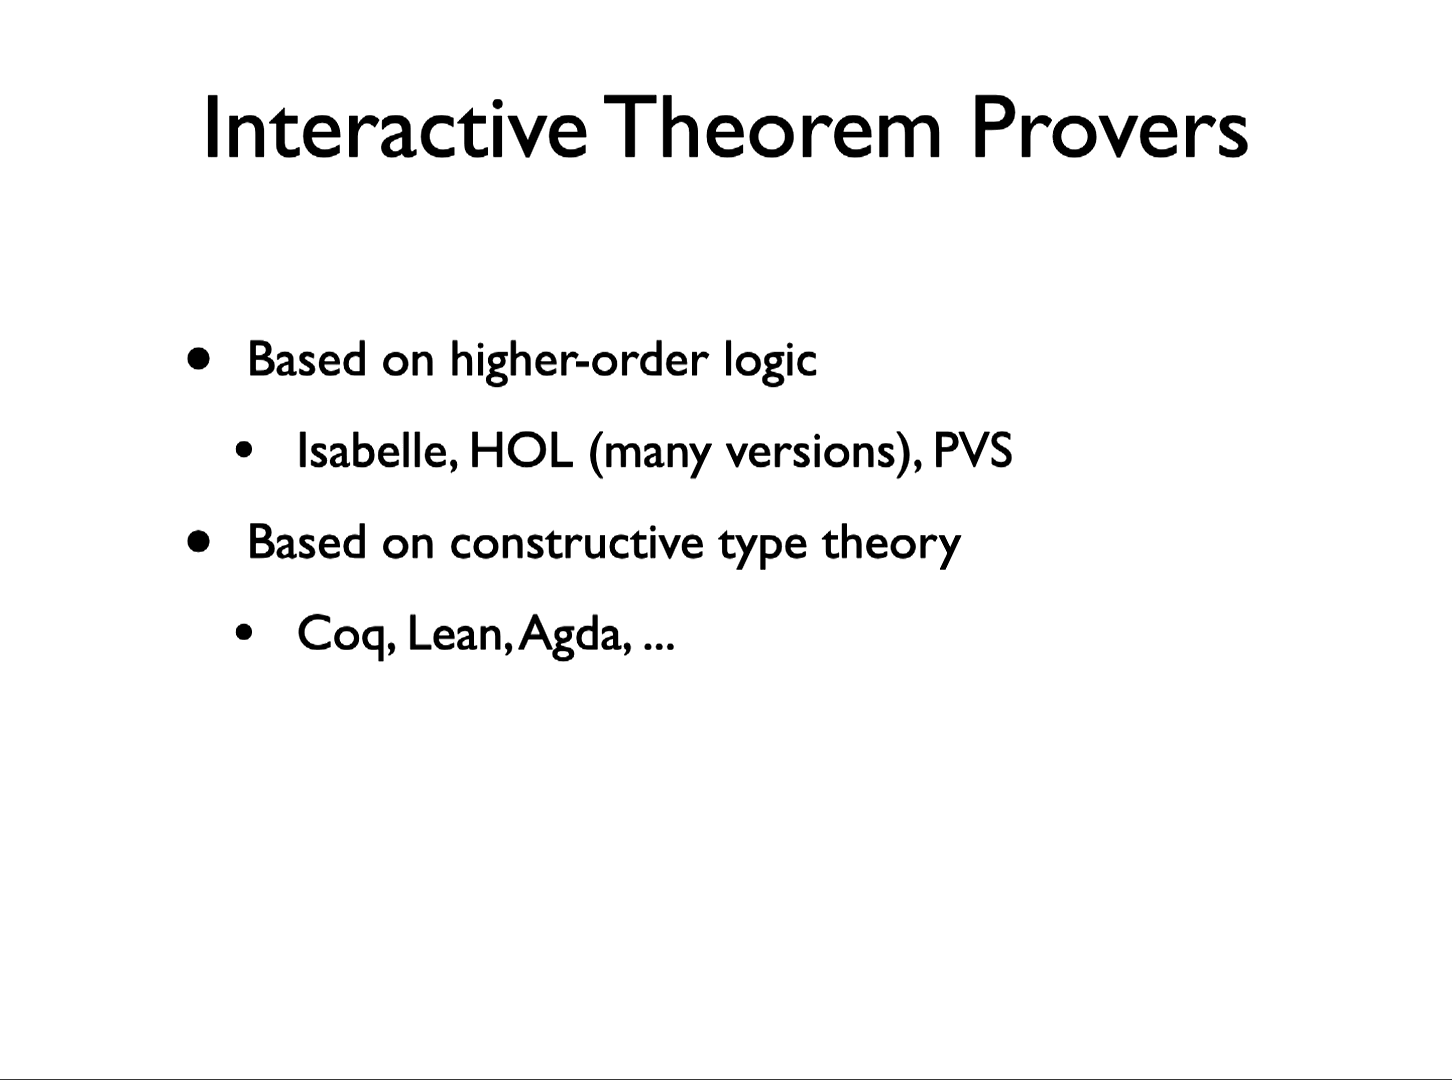 Interactive Theorem Provers
• Based on higher-order logic
• Isabelle, HOL (many versions), PVS
• Based on constructive type theory
• Coq, Lean, Agda, ...